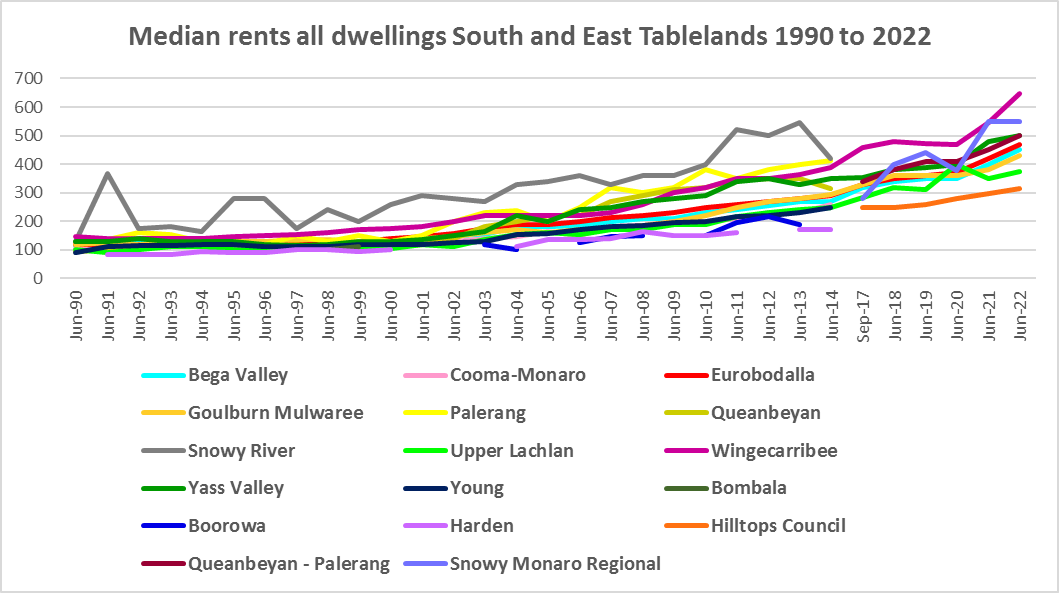 Median rents all dwellings South and East Tablelands 1990 to 2022
700
600
500
400
300
200
100
0
Jun-90
Jun-91
Jun-92
Jun-93
Jun-94
Jun-95
Jun-96
Jun-97
Jun-98
Jun-99
Jun-00
Jun-01
Jun-02
Jun-03
Jun-04
Jun-05
Jun-06
Jun-07
Jun-08
Jun-09
Jun-10
Jun-11
Jun-12
Jun-13
Jun-14
Sep-17
Jun-18
Jun-19
Jun-20
Jun-21
Jun-22
Bega Valley
Cooma-Monaro
Eurobodalla
Goulburn Mulwaree
Palerang
Queanbeyan
Snowy River
Upper Lachlan
Wingecarribee
Yass Valley
Young
Bombala
Boorowa
Harden
Hilltops Council
Queanbeyan - Palerang
Snowy Monaro Regional